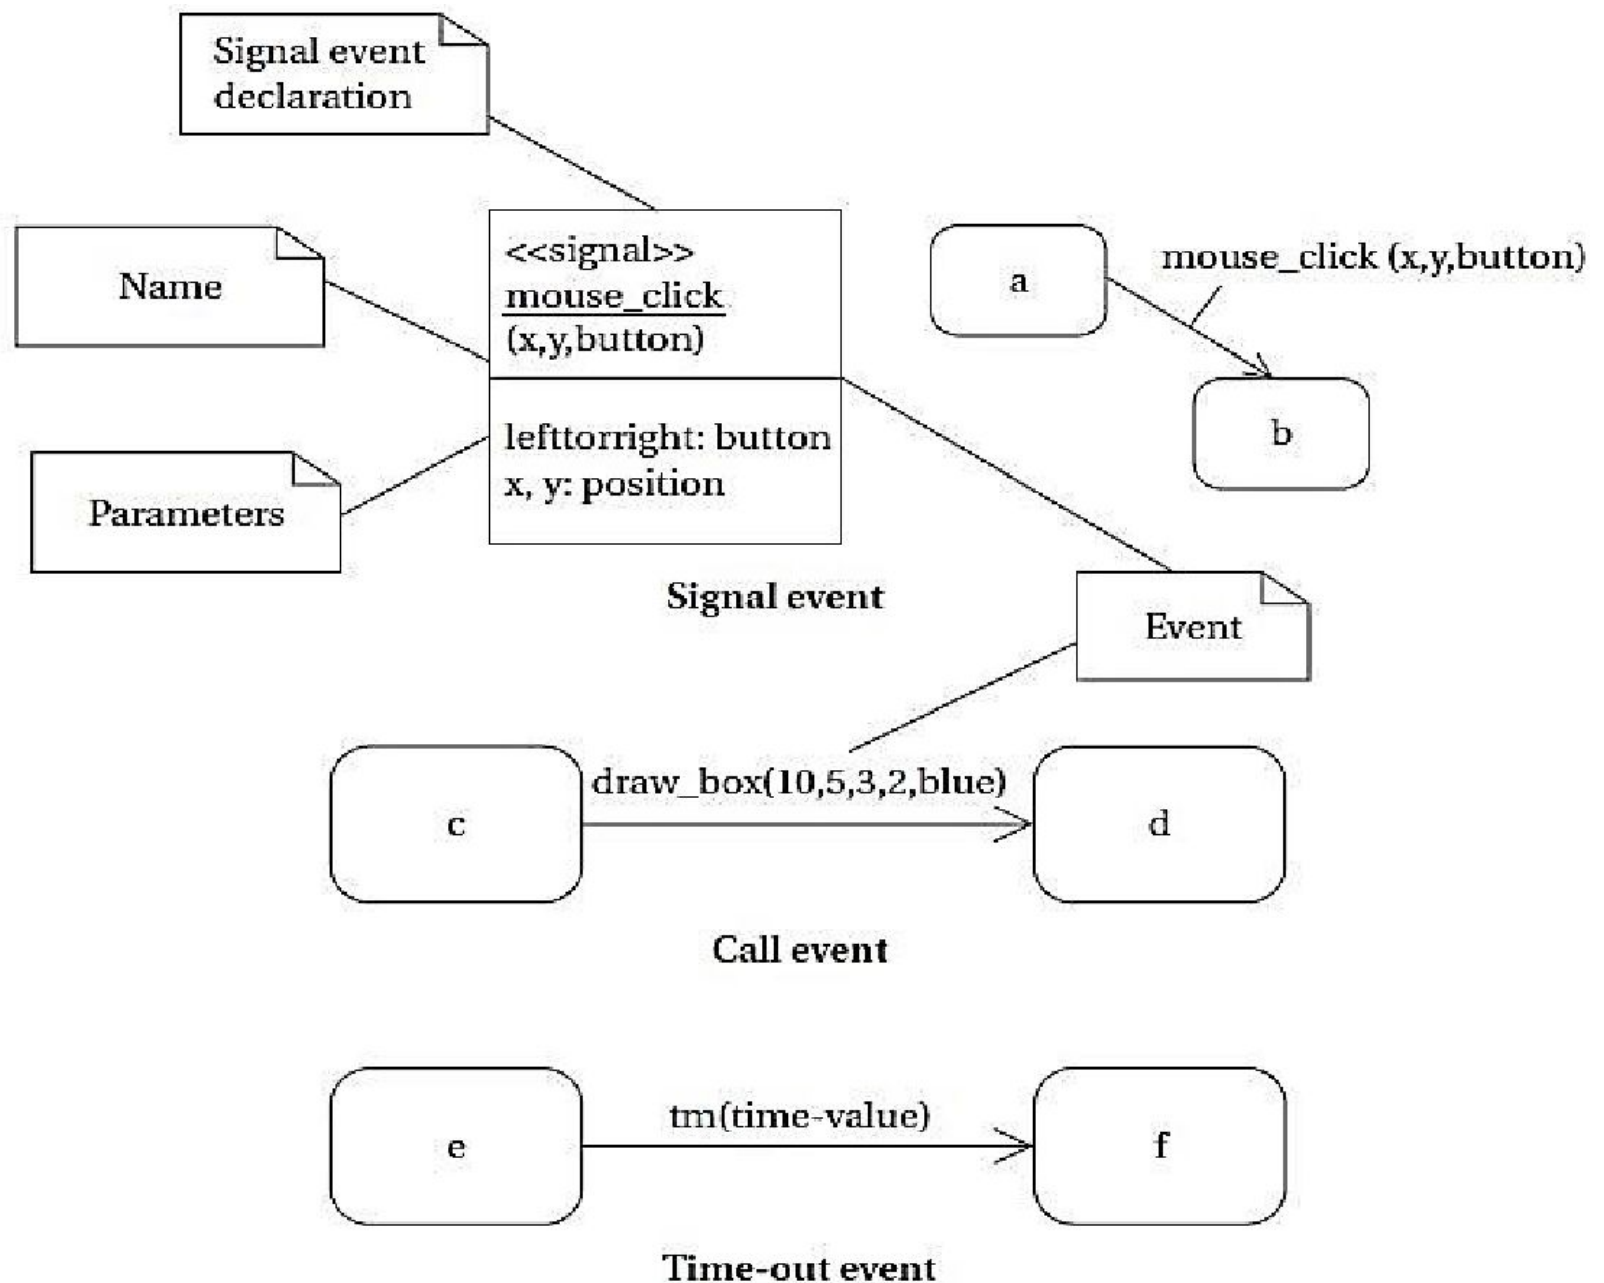 Signal event
declaration
Name
<<signal>>
mouse_click
(x,y,button)
a
mouse_click (x,y,button)
b
lefttorright: button
x, y: position
Parameters
Signal event
Event
c
draw_box(10,5,3,2,blue)
d
Call event
e
tm(time-value)
f
Time-out event